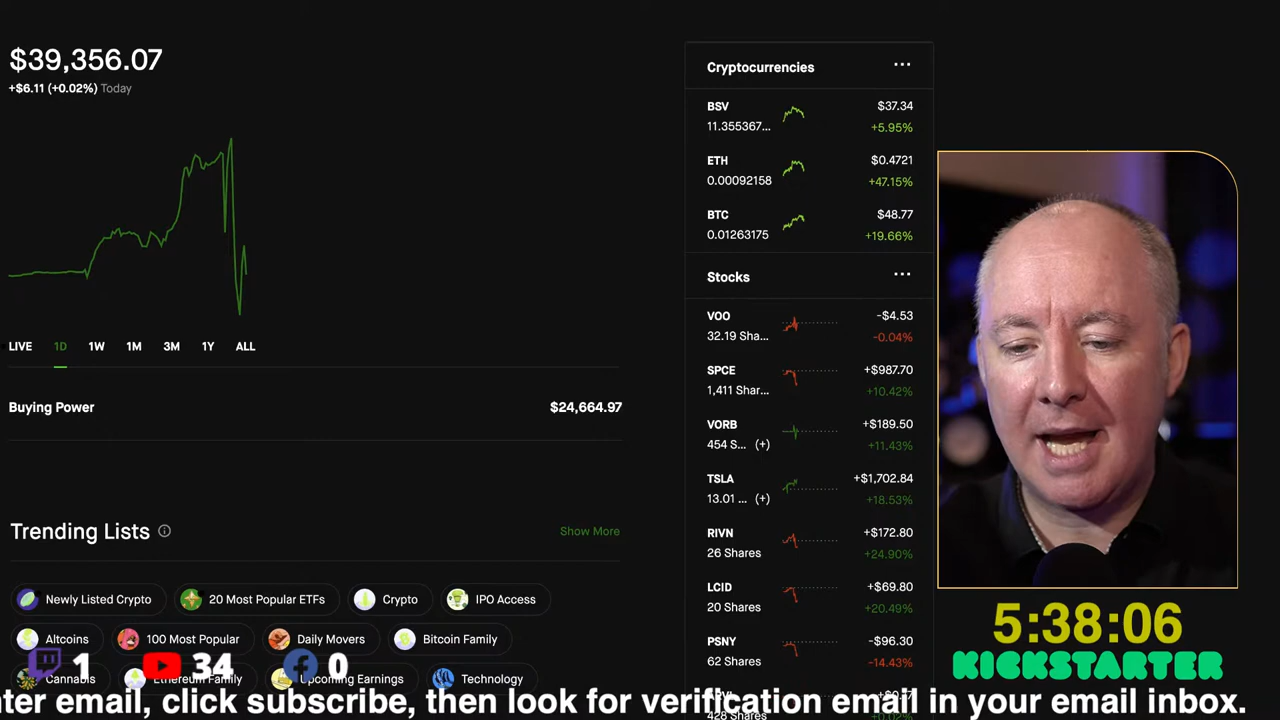 $39,356.07
+$6.11 (+0.02%) Today
LIVE 1D 1W 1M 3M 1Y ALL
Buying Power $24,664.97
Trending Lists
Show More
Newly Listed Crypto
20 Most Popular ETFs
Crypto
IPO Access
Altcoins
100 Most Popular
Daily Movers
Bitcoin Family
Cannabis
Ethereum Family
Upcoming Earnings
Technology
Cryptocurrencies
BSV $37.34
11.355367... +5.95%
ETH $0.4721
0.00092158 +47.15%
BTC $48.77
0.01263175 +19.66%
Stocks
VOO -$4.53
32.19 Sha... -0.04%
SPCE +$987.70
1,411 Shar... +10.42%
VORB +$189.50
454 S... (+) +11.43%
TSLA +$1,702.84
13.01 ... (+) +18.53%
RIVN +$172.80
26 Shares +24.90%
LCID +$69.80
20 Shares +20.49%
PSNY -$96.30
62 Shares -14.43%
428 Shares +0.02%
5:38:06
KICKSTARTER
1 34 0
nter email, click subscribe, then look for verification email in your email inbox.